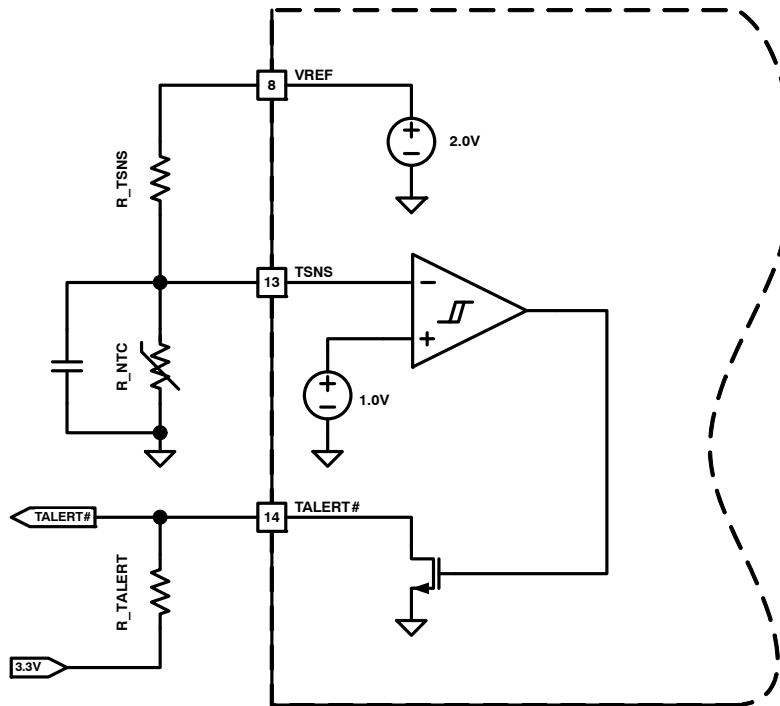 8
VREF
2.0V
R_TSNS
13
TSNS
R_NTC
1.0V
TALERT#
14
TALERT#
R_TALERT
3.3V